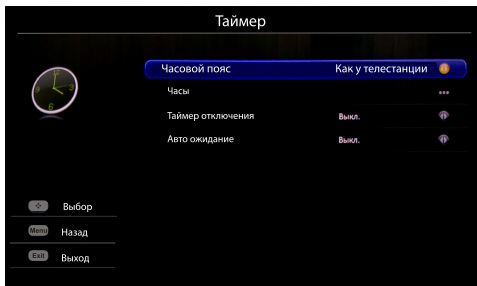 Таймер
Часовой пояс Как у телестанции
Часы
Таймер отключения Выкл.
Авто ожидание Выкл.
Выбор
Menu Назад
Exit Выход